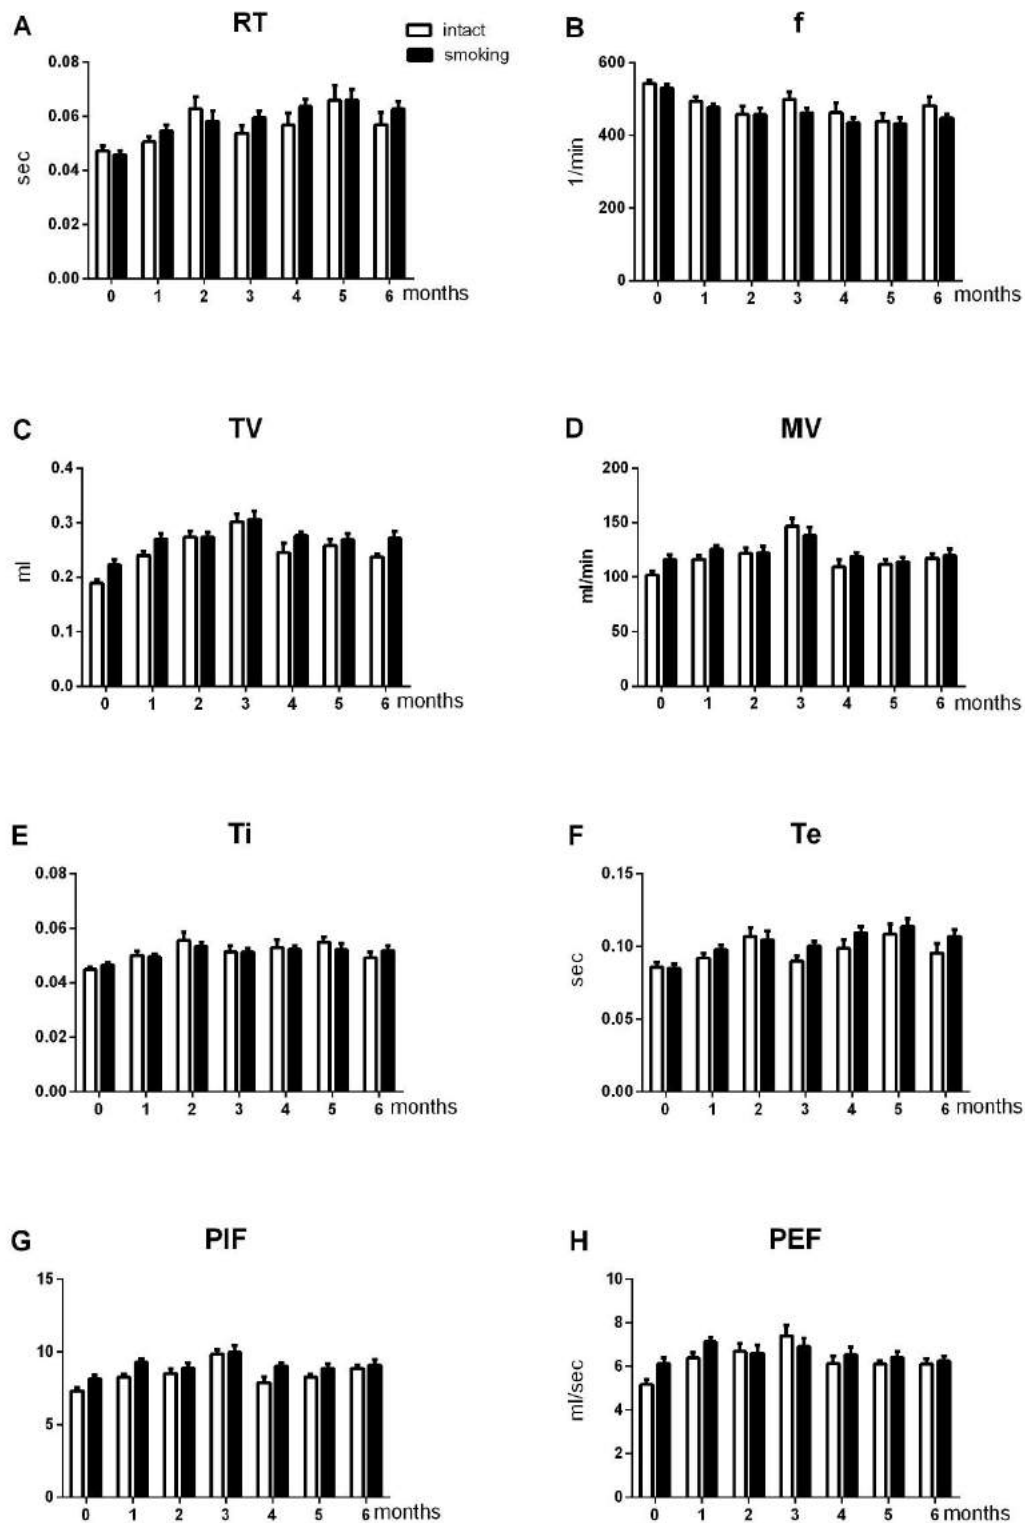 A
RT
intact
smoking
0.08
0.06
0.04
0.02
0.00
sec
0 1 2 3 4 5 6 months
B
f
600
400
200
0
1/min
0 1 2 3 4 5 6 months
C
TV
0.4
0.3
0.2
0.1
0.0
ml
0 1 2 3 4 5 6 months
D
MV
200
150
100
50
0
ml/min
0 1 2 3 4 5 6 months
E
Ti
0.08
0.06
0.04
0.02
0.00
0 1 2 3 4 5 6 months
F
Te
0.15
0.10
0.05
0.00
sec
0 1 2 3 4 5 6 months
G
PIF
15
10
5
0
0 1 2 3 4 5 6 months
H
PEF
10
8
6
4
2
0
ml/sec
0 1 2 3 4 5 6 months